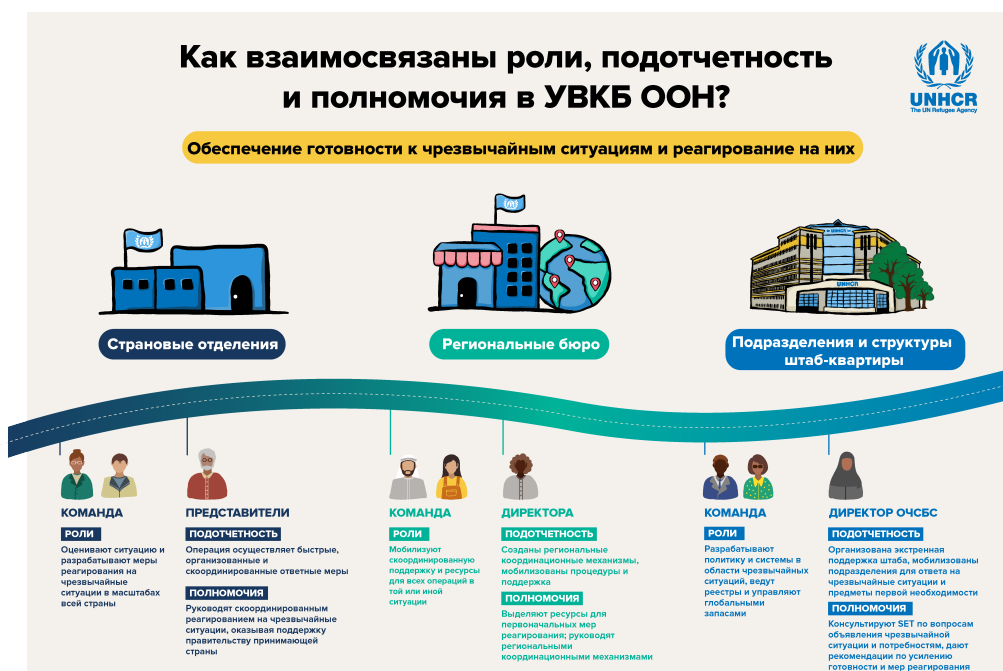 Как взаимосвязаны роли, подотчетность
и полномочия в УВКБ ООН?
UNHCR
The UN Refugee Agency
Обеспечение готовности к чрезвычайным ситуациям и реагирование на них
UNHCR
UNHCR
Страновые отделения
Региональные бюро
Подразделения и структуры
штаб-квартиры
КОМАНДА
РОЛИ
Оценивают ситуацию и
разрабатывают меры
реагирования на
чрезвычайные
ситуации в масштабах
всей страны
ПРЕДСТАВИТЕЛИ
ПОДОТЧЕТНОСТЬ
Операция осуществляет быстрые,
организованные и
скоординированные ответные меры
ПОЛНОМОЧИЯ
Руководят скоординированным
реагированием на чрезвычайные
ситуации, оказывая поддержку
правительству принимающей
страны
КОМАНДА
РОЛИ
Мобилизуют
скоординированную
поддержку и ресурсы
для всех операций в
той или иной
ситуации
ДИРЕКТОРА
ПОДОТЧЕТНОСТЬ
Созданы региональные
координационные механизмы,
мобилизованы процедуры и
поддержка
ПОЛНОМОЧИЯ
Выделяют ресурсы для
первоначальных мер
реагирования; руководят
региональными
координационными механизмами
КОМАНДА
РОЛИ
Разрабатывают
политику и системы в
области чрезвычайных
ситуаций, ведут
реестры и управляют
глобальными
запасами
ДИРЕКТОР ОЧСБС
ПОДОТЧЕТНОСТЬ
Организована экстренная
поддержка штаба, мобилизованы
подразделения для ответа на
чрезвычайные ситуации и
предметы первой необходимости
ПОЛНОМОЧИЯ
Консультируют SET по вопросам
объявления чрезвычайной
ситуации и потребностям, дают
рекомендации по усилению
готовности и мер реагирования